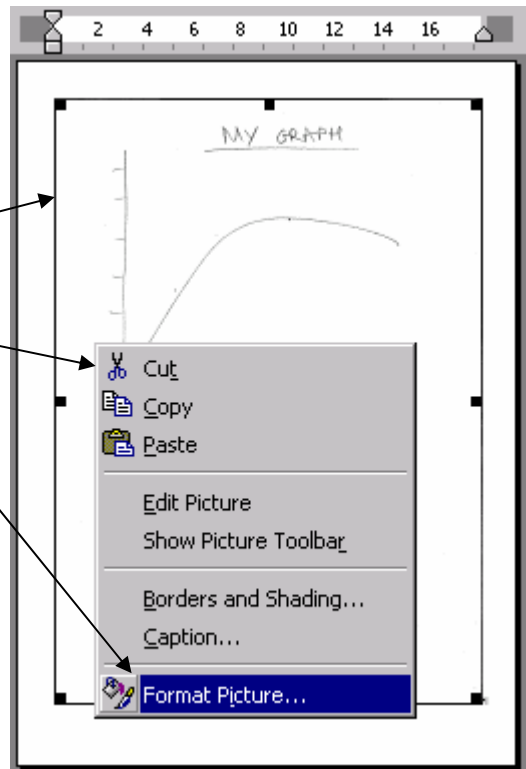 2 4 6 8 10 12 14 16
MY GRAPH
Cut
Copy
Paste
Edit Picture
Show Picture Toolbar
Borders and Shading...
Caption...
Format Picture...